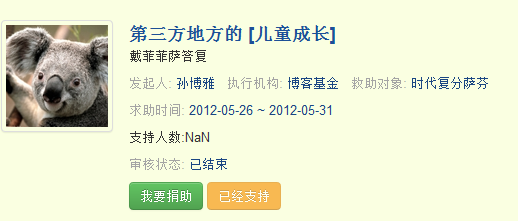 第三方地方的 [儿童成长]
戴菲菲萨答复
发起人: 孙博雅 执行机构: 博客基金 救助对象: 时代复分萨芬
求助时间: 2012-05-26 ~ 2012-05-31
支持人数:NaN
审核状态: 已结束
我要捐助 已经支持